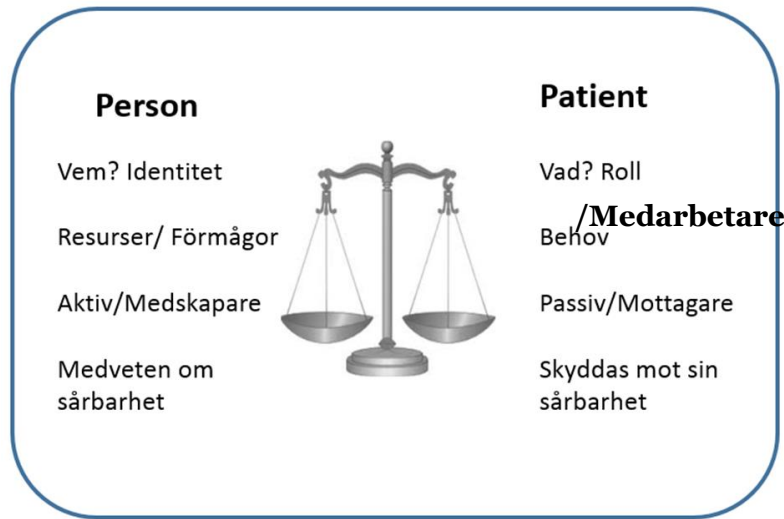 Person
Vem? Identitet
Resurser/ Förmågor
Aktiv/Medskapare
Medveten om
sårbarhet
Patient
Vad? Roll
/Medarbetare
Behov
Passiv/Mottagare
Skyddas mot sin
sårbarhet